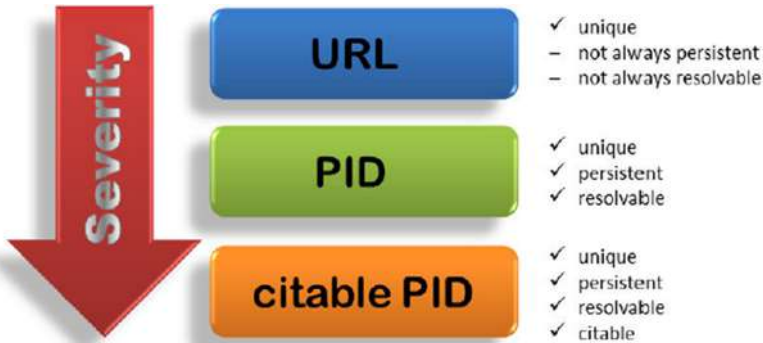 Severity
URL
✓ unique
– not always persistent
– not always resolvable
PID
✓ unique
✓ persistent
✓ resolvable
citable PID
✓ unique
✓ persistent
✓ resolvable
✓ citable